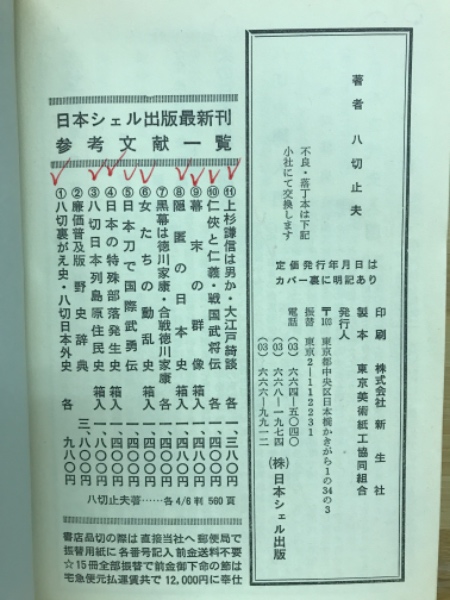 著者 八切止夫
不良・落丁本は下記
小社にて交換します
定価発行年月日は
カバー裏に明記あり
印刷 株式会社 新生社
製本 東京美術紙工協同組合
発行人
〒103 東京都中央区日本橋かきがら1の34の3
振替 東京2―112231
電話 (03)六六四―五〇四〇
(03)六六八―一九七四
(03)六六六―九九一二
(株)日本シェル出版
日本シェル出版最新刊
参考文献一覧
⑪上杉謙信は男か・大江戸綺談 各 一、三八〇円
⑩仁侠と仁義・戦国武将伝 各 一、四〇〇円
⑨幕末の群像 箱入 一、四〇〇円
⑧隠匿の日本史 箱入 一、四〇〇円
⑦黒幕は徳川家康・合戦徳川家康 各 一、四〇〇円
⑥女たちの動乱史 箱入 一、四〇〇円
⑤日本刀で国際武勇伝 一、四〇〇円
④日本の特殊部落発生史 箱入 一、四〇〇円
③八切日本列島原住民史 箱入 一、四〇〇円
②廉価普及版 野史辞典 三、八〇〇円
①八切裏がえ史・八切日本外史 各 九八〇円
八切止夫著……各4/6判 560頁
書店品切の際は直接当社へ郵便局で
振替用紙に各番号記入前金送料不要
☆15冊全部振替で前金御下命の節は
宅急便元払運賃共で12,000円に奉仕